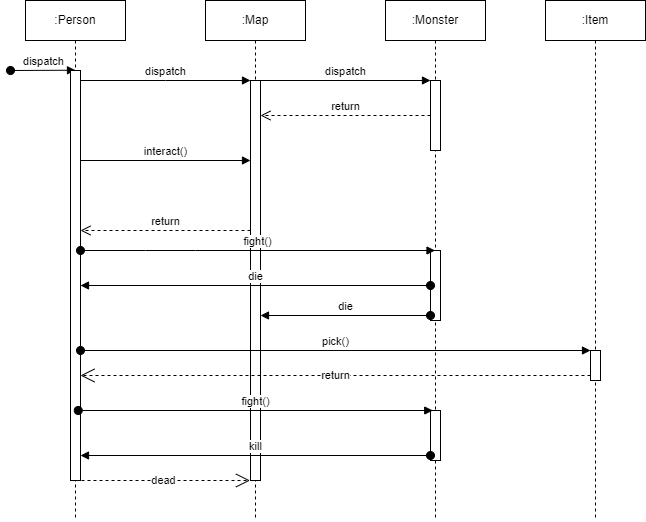 :Person
:Map
:Monster
:Item
dispatch
dispatch
dispatch
return
interact()
return
fight()
die
die
pick()
return
fight()
kill
dead